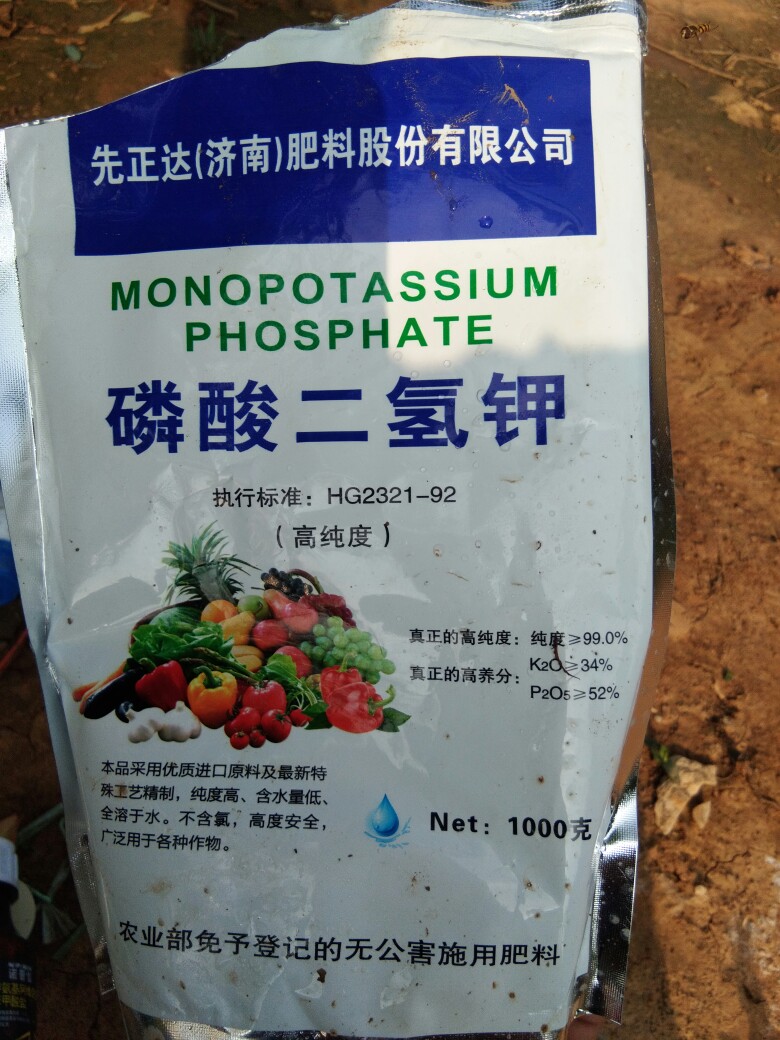 先正达(济南)肥料股份有限公司
MONOPOTASSIUM
PHOSPHATE
磷酸二氢钾
执行标准：HG2321-92
(高纯度)
真正的高纯度：纯度≥99.0%
真正的高养分：K2O≥34%
P2O5≥52%
本品采用优质进口原料及最新特
殊工艺精制，纯度高、含水量低、
全溶于水。不含氯，高度安全，
广泛用于各种作物。
Net：1000克
农业部免予登记的无公害施用肥料